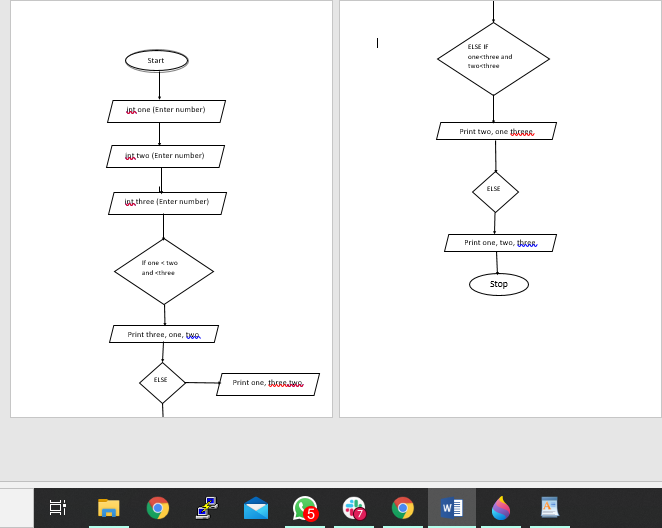 Start
int one (Enter number)
int two (Enter number)
int three (Enter number)
If one < two
and <three
Print three, one, two
ELSE
Print one, three,two
ELSE IF
one<three and
two<three
Print two, one threee
ELSE
Print one, two, three
Stop
5
7
W